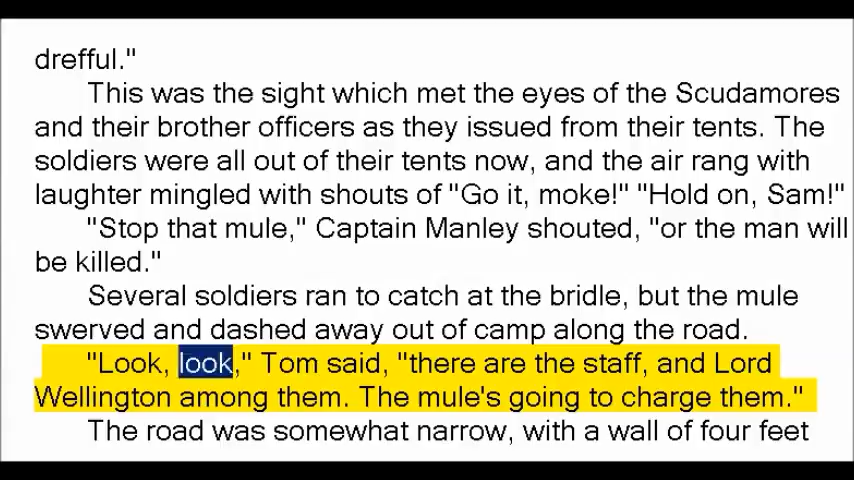 drefful."
This was the sight which met the eyes of the Scudamores
and their brother officers as they issued from their tents. The
soldiers were all out of their tents now, and the air rang with
laughter mingled with shouts of "Go it, moke!" "Hold on, Sam!"
"Stop that mule," Captain Manley shouted, "or the man will
be killed."
Several soldiers ran to catch at the bridle, but the mule
swerved and dashed away out of camp along the road.
"Look, look," Tom said, "there are the staff, and Lord
Wellington among them. The mule's going to charge them."
The road was somewhat narrow, with a wall of four feet